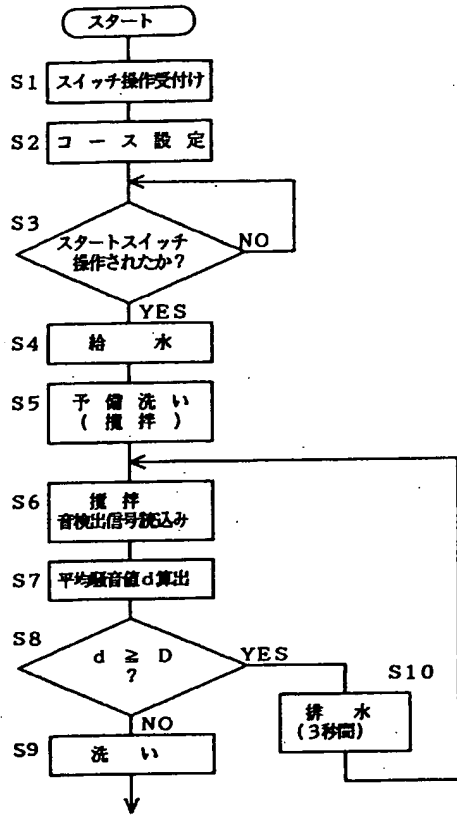 スタート
S1
スイッチ操作受付け
S2
コース設定
S3
スタートスイッチ
操作されたか?
NO
YES
S4
給水
S5
予備洗い
(攪拌)
S6
攪拌
音検出信号読込み
S7
平均騒音値d算出
S8
d ≧ D
?
YES
NO
S10
排水
(3秒間)
S9
洗い